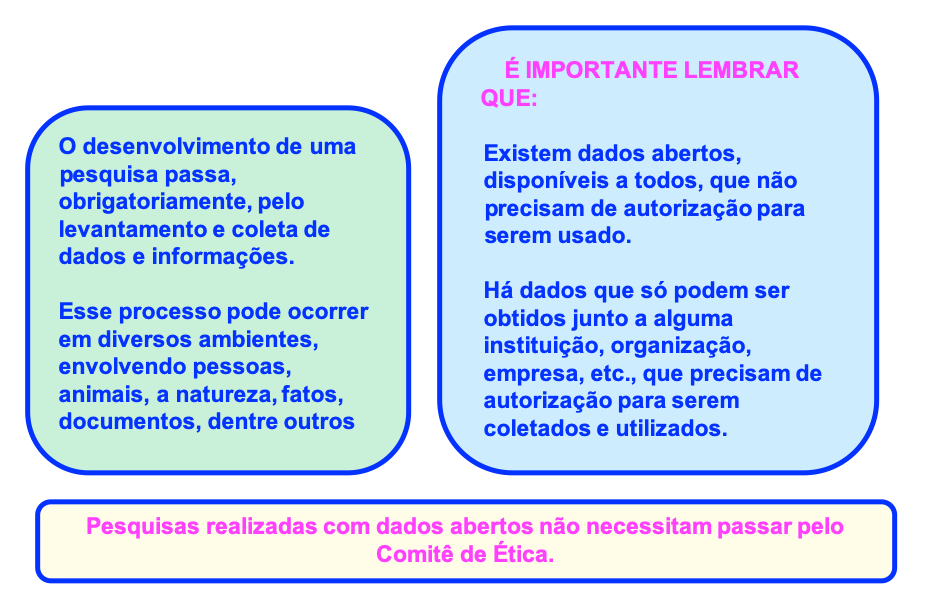 O desenvolvimento de uma
pesquisa passa,
obrigatoriamente, pelo
levantamento e coleta de
dados e informações.
Esse processo pode ocorrer
em diversos ambientes,
envolvendo pessoas,
animais, a natureza, fatos,
documentos, dentre outros
É IMPORTANTE LEMBRAR
QUE:
Existem dados abertos,
disponíveis a todos, que não
precisam de autorização para
serem usado.
Há dados que só podem ser
obtidos junto a alguma
instituição, organização,
empresa, etc., que precisam de
autorização para serem
coletados e utilizados.
Pesquisas realizadas com dados abertos não necessitam passar pelo
Comitê de Ética.